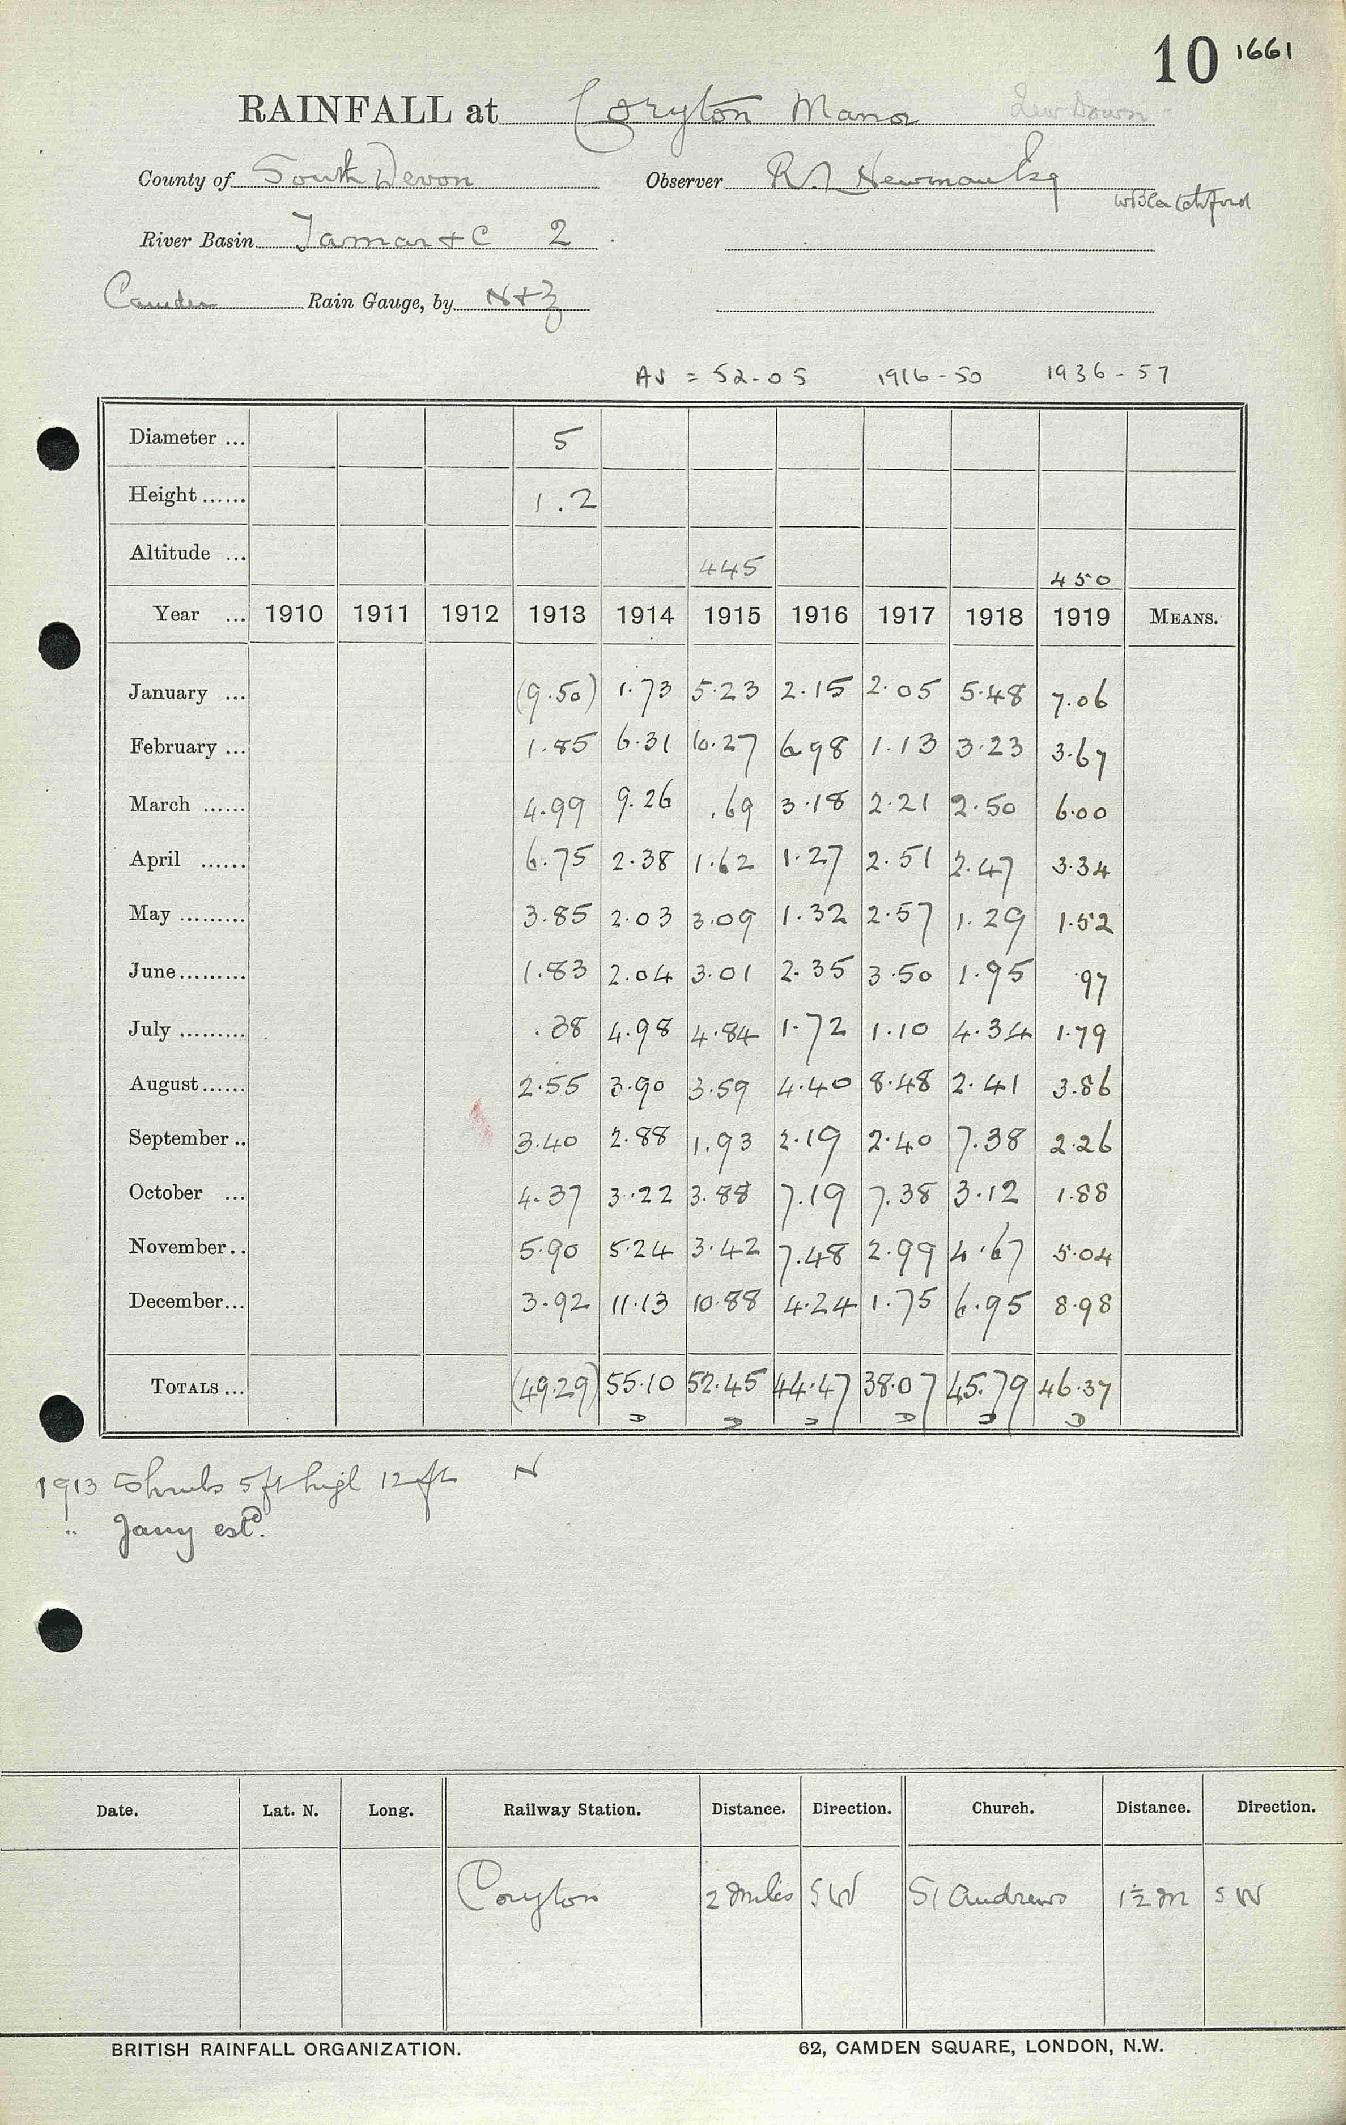 10 1661
RAINFALL at Coryton Manor Lew Down
County of South Devon Observer R. Newman Esq
W Blatchford
River Basin Tamar &c 2
Camden Rain Gauge, by N+Z
AV = 52.05 1916-50 1936-57
Diameter ... 5
Height ...... 1.2
Altitude ... 445 450
Year ... 1910 1911 1912 1913 1914 1915 1916 1917 1918 1919 MEANS.
January ... (9.50) 1.73 5.23 2.15 2.05 5.48 7.06
February ... 1.85 6.31 10.27 6.98 1.13 3.23 3.67
March ...... 4.99 9.26 .69 3.18 2.21 2.50 6.00
April ...... 6.75 2.38 1.62 1.27 2.51 2.47 3.34
May ......... 3.85 2.03 3.09 1.32 2.57 1.29 1.52
June ......... 1.83 2.04 3.01 2.35 3.50 1.95 .97
July ......... .38 4.98 4.84 1.72 1.10 4.34 1.79
August ...... 2.55 3.90 3.59 4.40 8.48 2.41 3.86
September .. 3.40 2.88 1.93 2.19 2.40 7.38 2.26
October ... 4.37 3.22 3.88 7.19 7.38 3.12 1.88
November .. 5.90 5.24 3.42 7.48 2.99 4.67 5.04
December ... 3.92 11.13 10.88 4.24 1.75 6.95 8.98
TOTALS ... (49.29) 55.10 52.45 44.47 38.07 45.79 46.37
D D D D D D
1913 Shrubs 5ft high 12 ft N
" Jany estd.
Date. Lat. N. Long. Railway Station. Distance. Direction. Church. Distance. Direction.
Coryton 2 Miles SW St Andrews 1½ M SW
BRITISH RAINFALL ORGANIZATION. 62, CAMDEN SQUARE, LONDON, N.W.